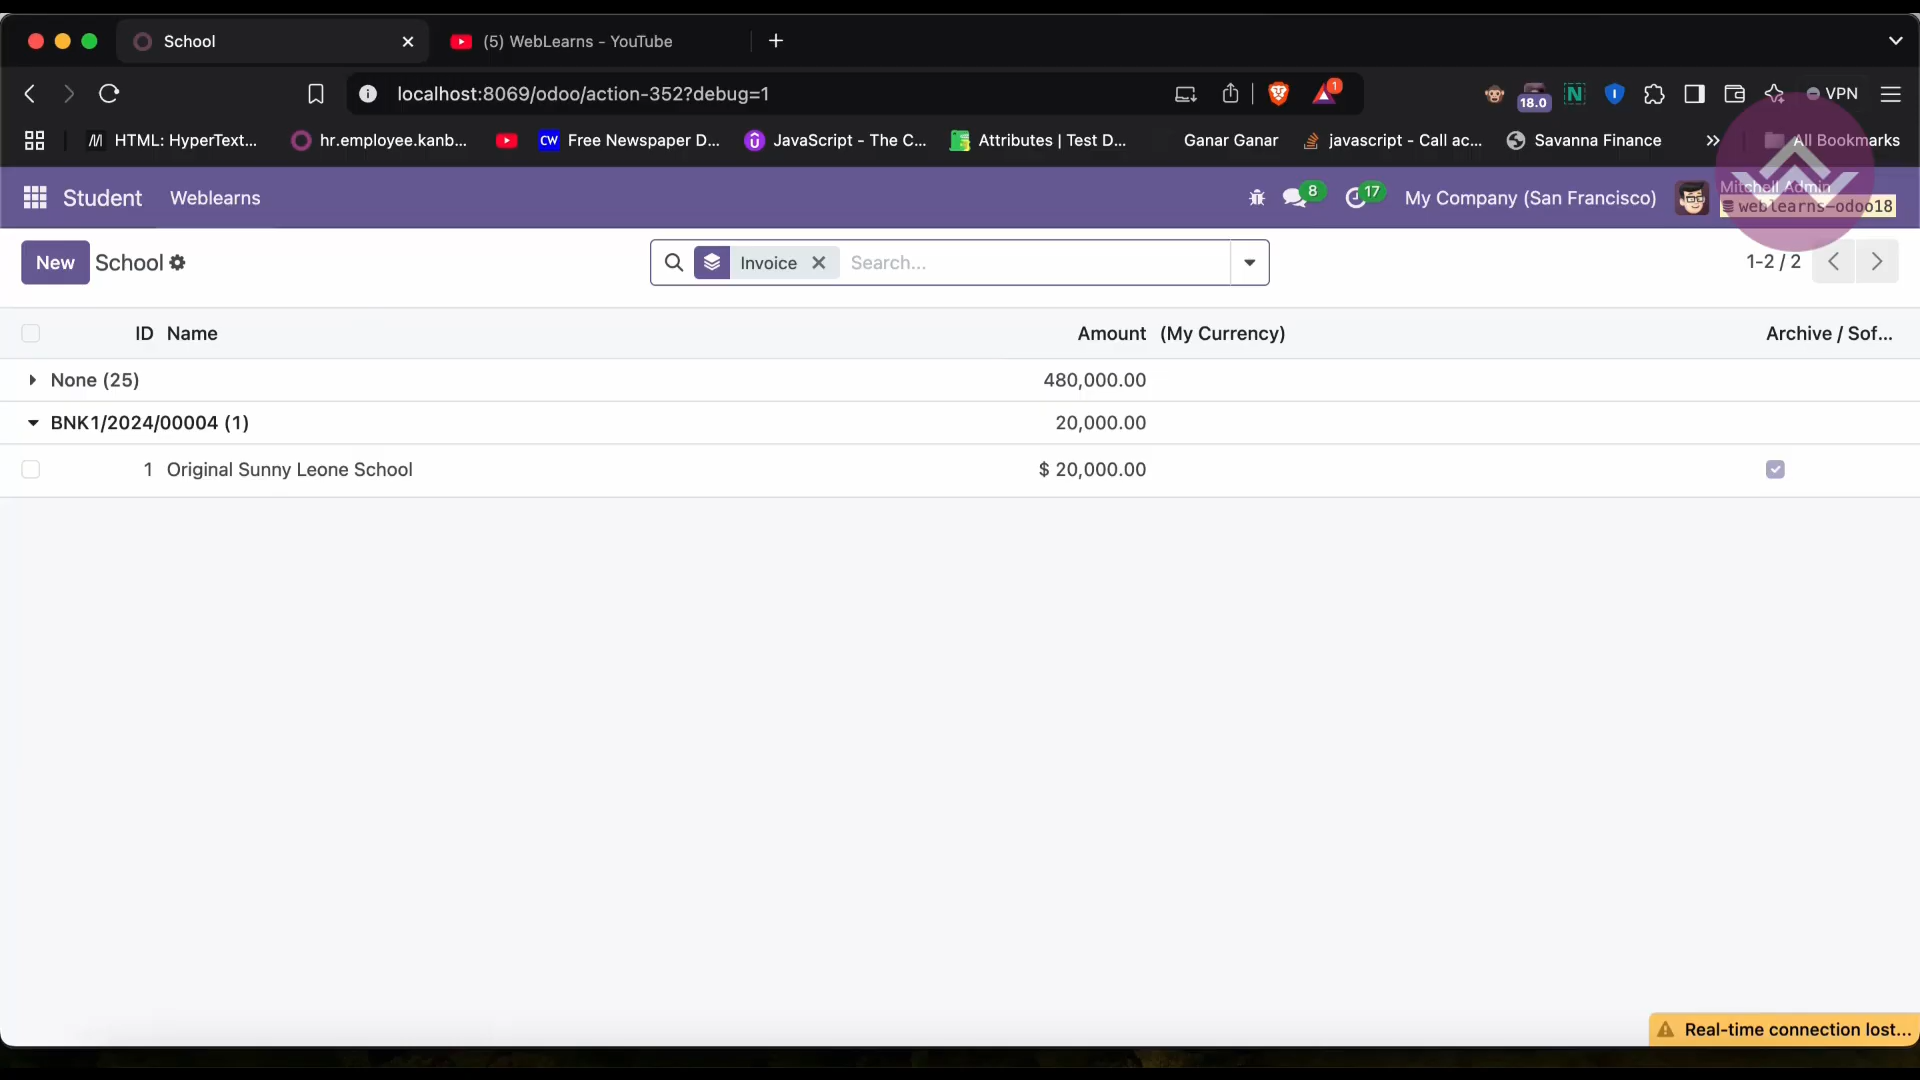 School
(5) WebLearns - YouTube
localhost:8069/odoo/action-352?debug=1
1
18.0
N
VPN
HTML: HyperText...
hr.employee.kanb...
CW
Free Newspaper D...
JavaScript - The C...
Attributes | Test D...
Ganar Ganar
javascript - Call ac...
Savanna Finance
All Bookmarks
Student
Weblearns
8
17
My Company (San Francisco)
Mitchell Admin
weblearns-odoo18
New
School
Invoice
Search...
1-2 / 2
ID Name Amount (My Currency) Archive / Sof...
None (25) 480,000.00
BNK1/2024/00004 (1) 20,000.00
1 Original Sunny Leone School $ 20,000.00
Real-time connection lost...